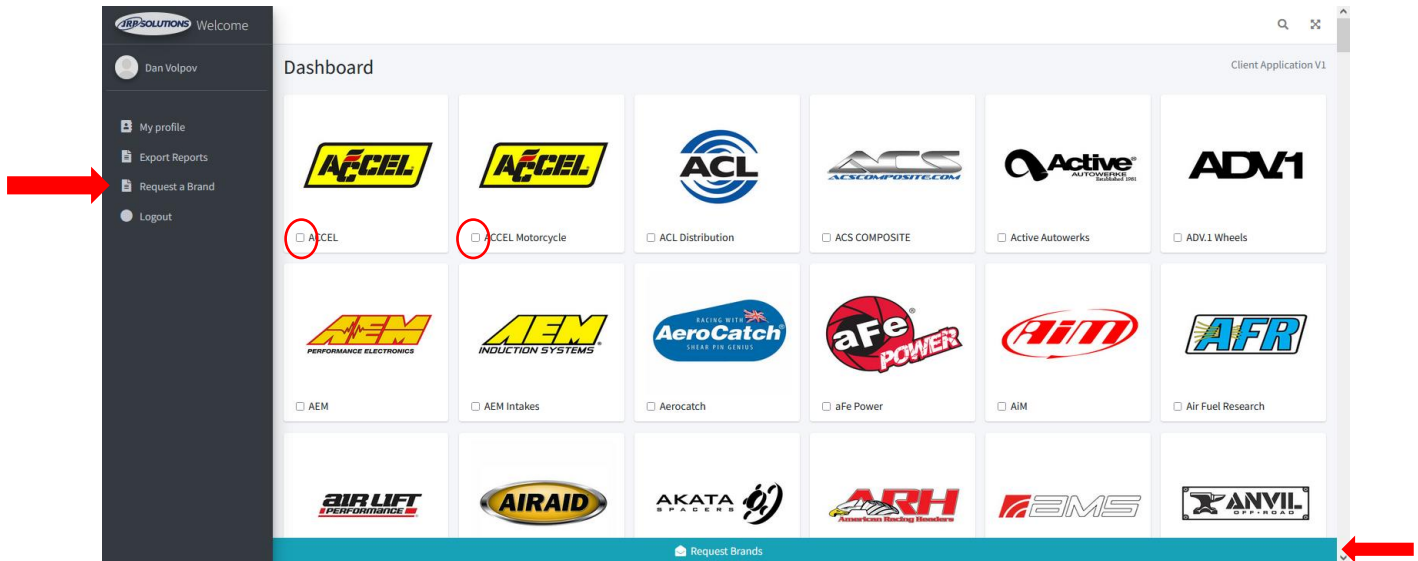 ARP SOLUTIONS Welcome
Dan Volpov
My profile
Export Reports
Request a Brand
Logout
Dashboard
Client Application V1
ACCEL
ACCEL
ACL
ACS
ACSCOMPOSITE.COM
Active
AUTOWERKE
Established 1981
ADV.1
ACCEL
ACCEL Motorcycle
ACL Distribution
ACS COMPOSITE
Active Autowerks
ADV.1 Wheels
AEM
PERFORMANCE ELECTRONICS
AEM
INDUCTION SYSTEMS
RACING WITH
AeroCatch
SHEAR PIN GENIUS
aFe
POWER
AiM
AFR
AEM
AEM Intakes
Aerocatch
aFe Power
AiM
Air Fuel Research
AIR LIFT
PERFORMANCE
AIRAID
AKATA
SPACERS
ARH
American Racing Headers
AMS
ANVIL
OFF-ROAD
Request Brands